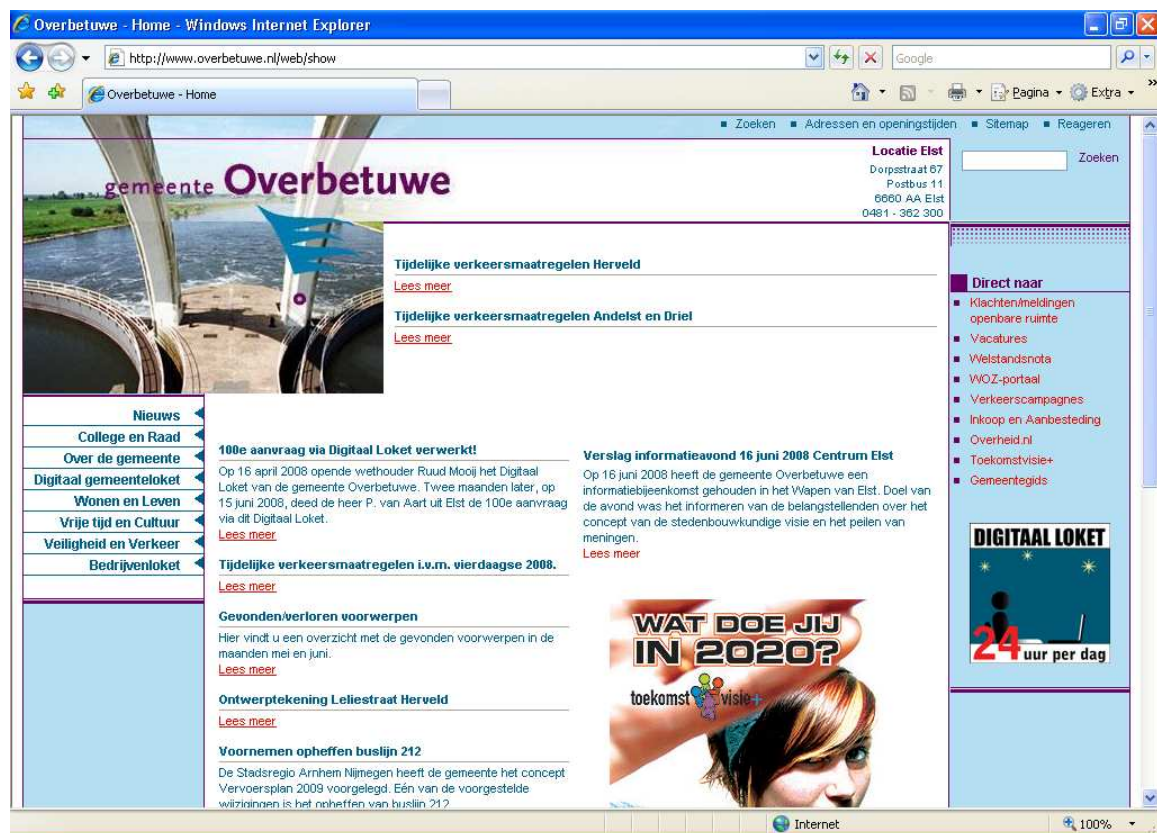 Overbetuwe - Home - Windows Internet Explorer
http://www.overbetuwe.nl/web/show
Google
Overbetuwe - Home
Pagina
Extra
Zoeken
Adressen en openingstijden
Sitemap
Reageren
gemeente Overbetuwe
Locatie Elst
Dorpsstraat 67
Postbus 11
6660 AA Elst
0481 - 362 300
Zoeken
Tijdelijke verkeersmaatregelen Herveld
Lees meer
Tijdelijke verkeersmaatregelen Andelst en Driel
Lees meer
Direct naar
Klachten/meldingen
openbare ruimte
Vacatures
Welstandsnota
WOZ-portaal
Verkeerscampagnes
Inkoop en Aanbesteding
Overheid.nl
Toekomstvisie+
Gemeentegids
Nieuws
College en Raad
Over de gemeente
Digitaal gemeenteloket
Wonen en Leven
Vrije tijd en Cultuur
Veiligheid en Verkeer
Bedrijvenloket
100e aanvraag via Digitaal Loket verwerkt!
Op 16 april 2008 opende wethouder Ruud Mooij het Digitaal
Loket van de gemeente Overbetuwe. Twee maanden later, op
15 juni 2008, deed de heer P. van Aart uit Elst de 100e aanvraag
via dit Digitaal Loket.
Lees meer
Tijdelijke verkeersmaatregelen i.v.m. vierdaagse 2008.
Lees meer
Gevonden/verloren voorwerpen
Hier vindt u een overzicht met de gevonden voorwerpen in de
maanden mei en juni.
Lees meer
Ontwerptekening Leliestraat Herveld
Lees meer
Voornemen opheffen buslijn 212
De Stadsregio Arnhem Nijmegen heeft de gemeente het concept
Vervoersplan 2009 voorgelegd. Eén van de voorgestelde
wijzigingen is het opheffen van buslijn 212
Verslag informatieavond 16 juni 2008 Centrum Elst
Op 16 juni 2008 heeft de gemeente Overbetuwe een
informatiebijeenkomst gehouden in het Wapen van Elst. Doel van
de avond was het informeren van de belangstellenden over het
concept van de stedenbouwkundige visie en het peilen van
meningen.
Lees meer
WAT DOE JIJ
IN 2020?
toekomst visie+
DIGITAAL LOKET
24 uur per dag
Internet
100%